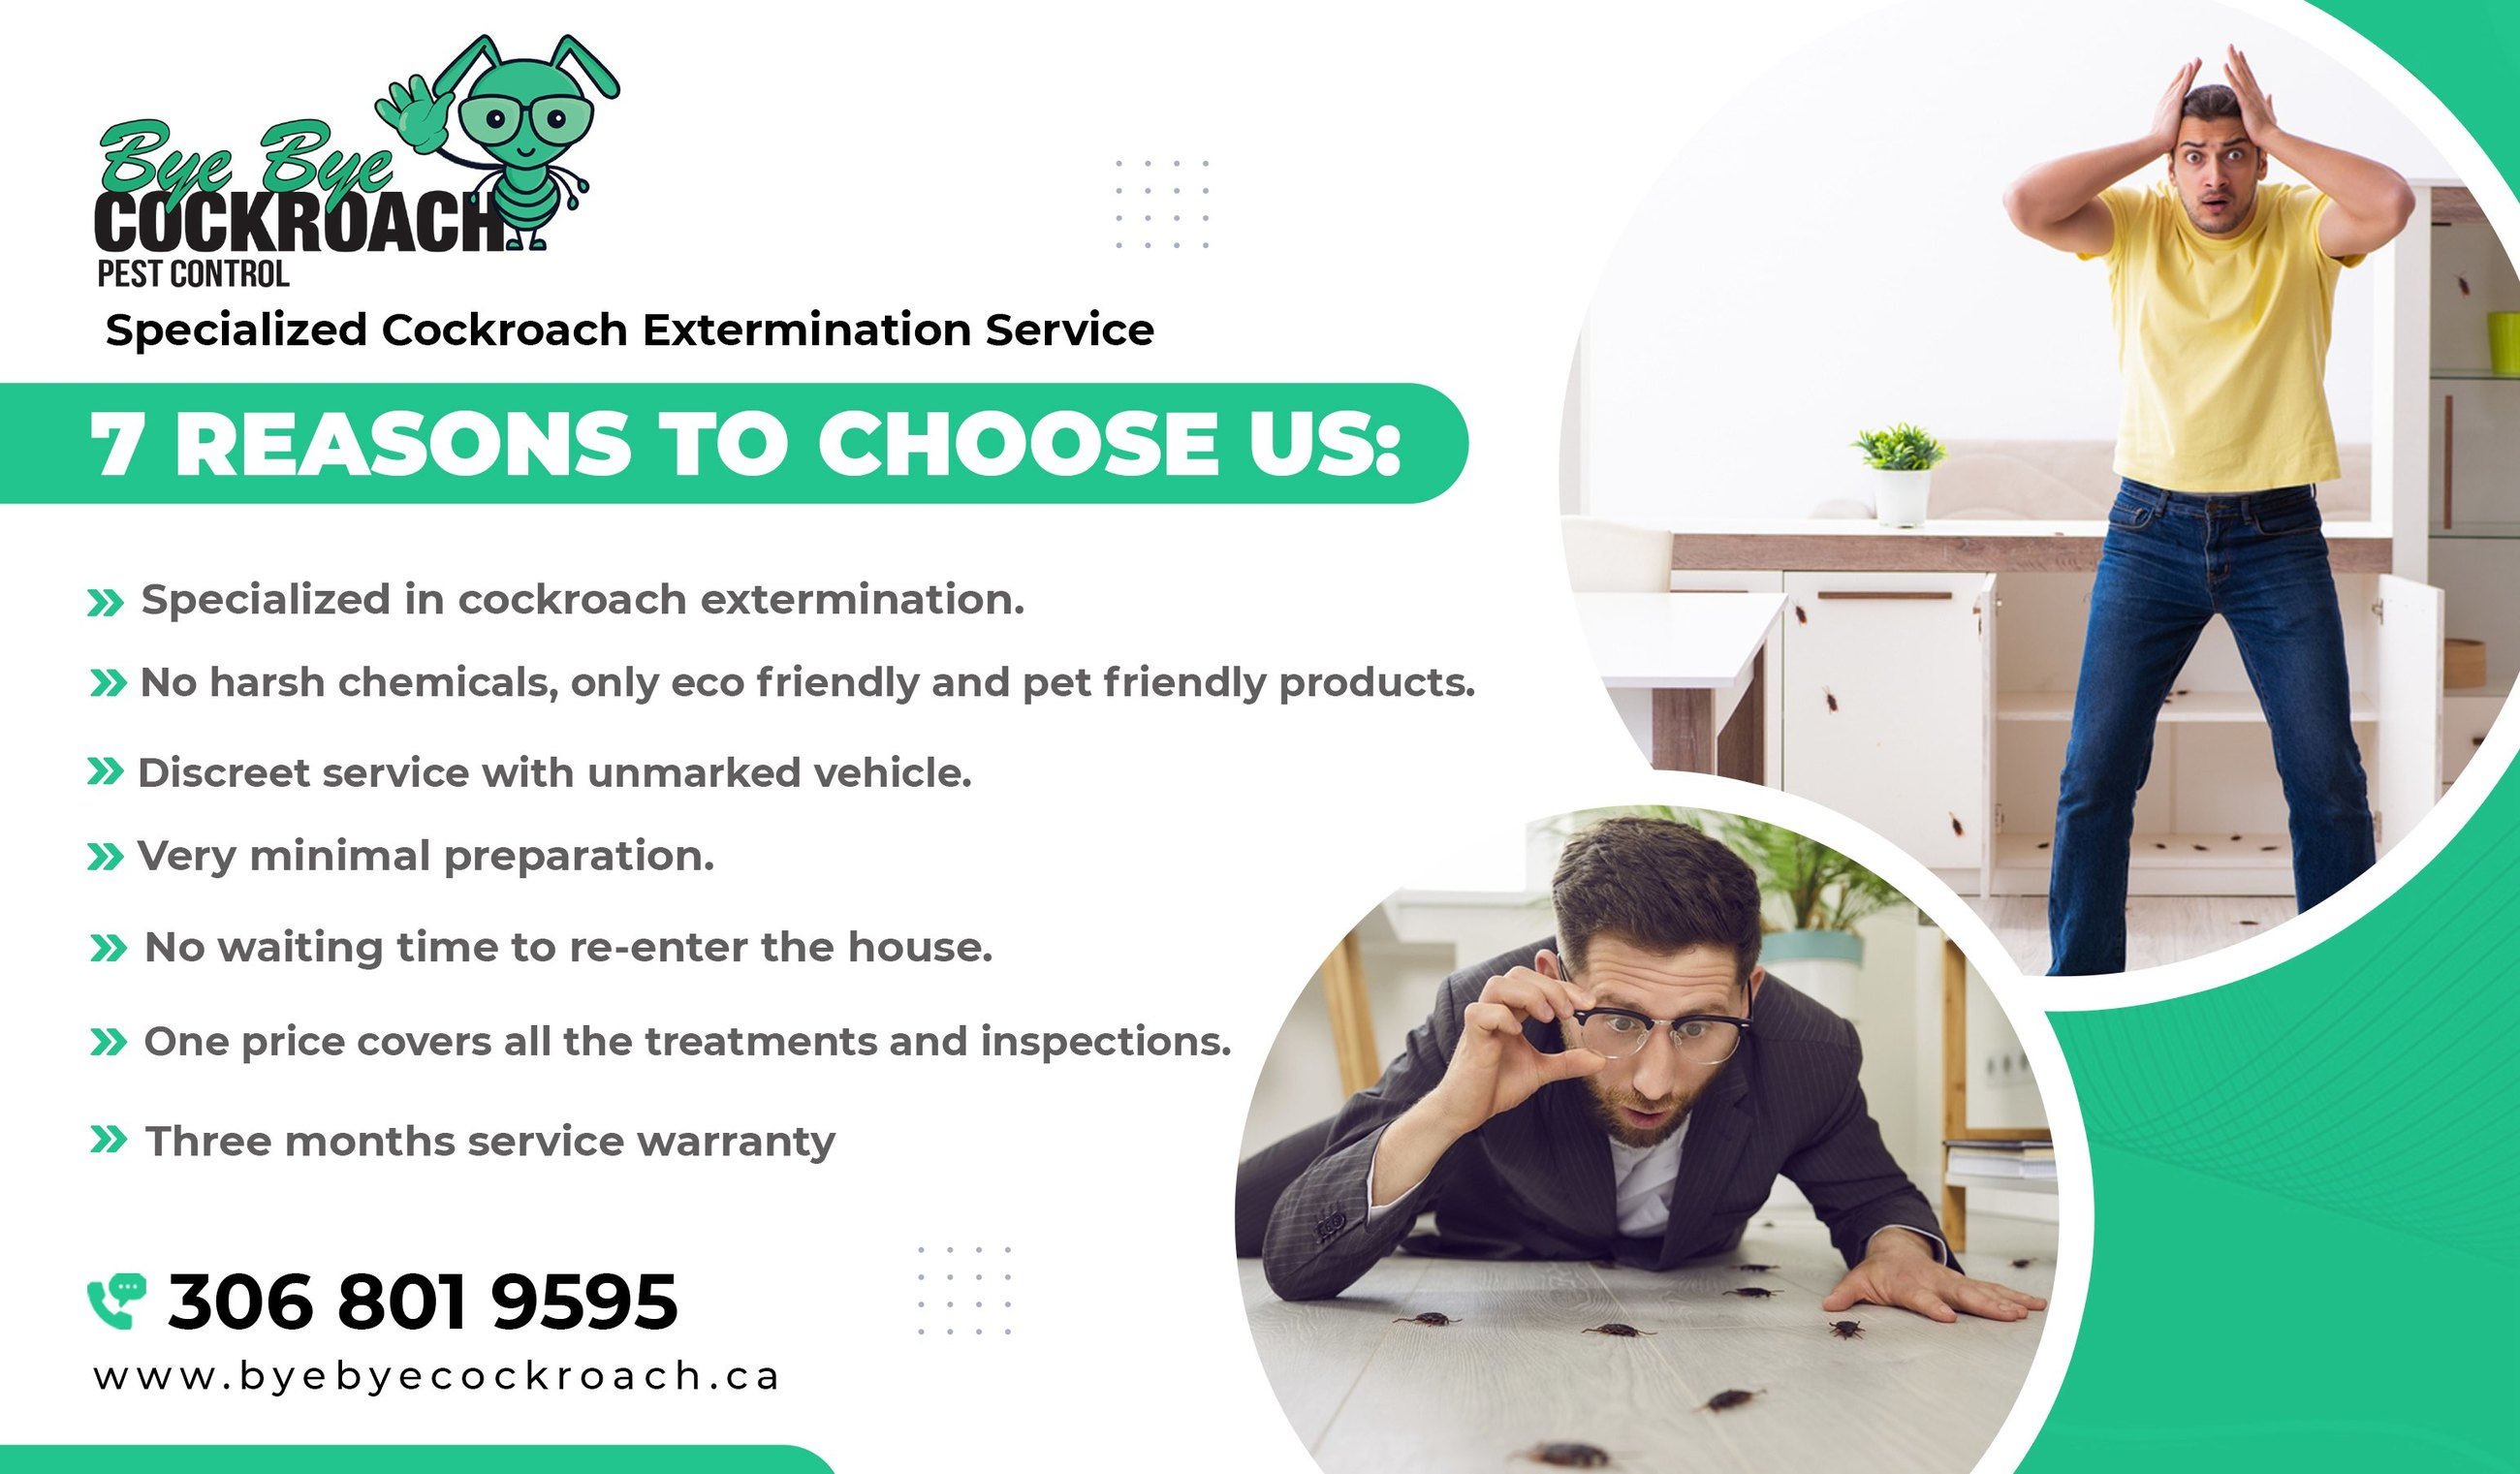 Bye Bye
COCKROACH
PEST CONTROL
Specialized Cockroach Extermination Service
7 REASONS TO CHOOSE US:
Specialized in cockroach extermination.
No harsh chemicals, only eco friendly and pet friendly products.
Discreet service with unmarked vehicle.
Very minimal preparation.
No waiting time to re-enter the house.
One price covers all the treatments and inspections.
Three months service warranty
306 801 9595
www.byebyecockroach.ca